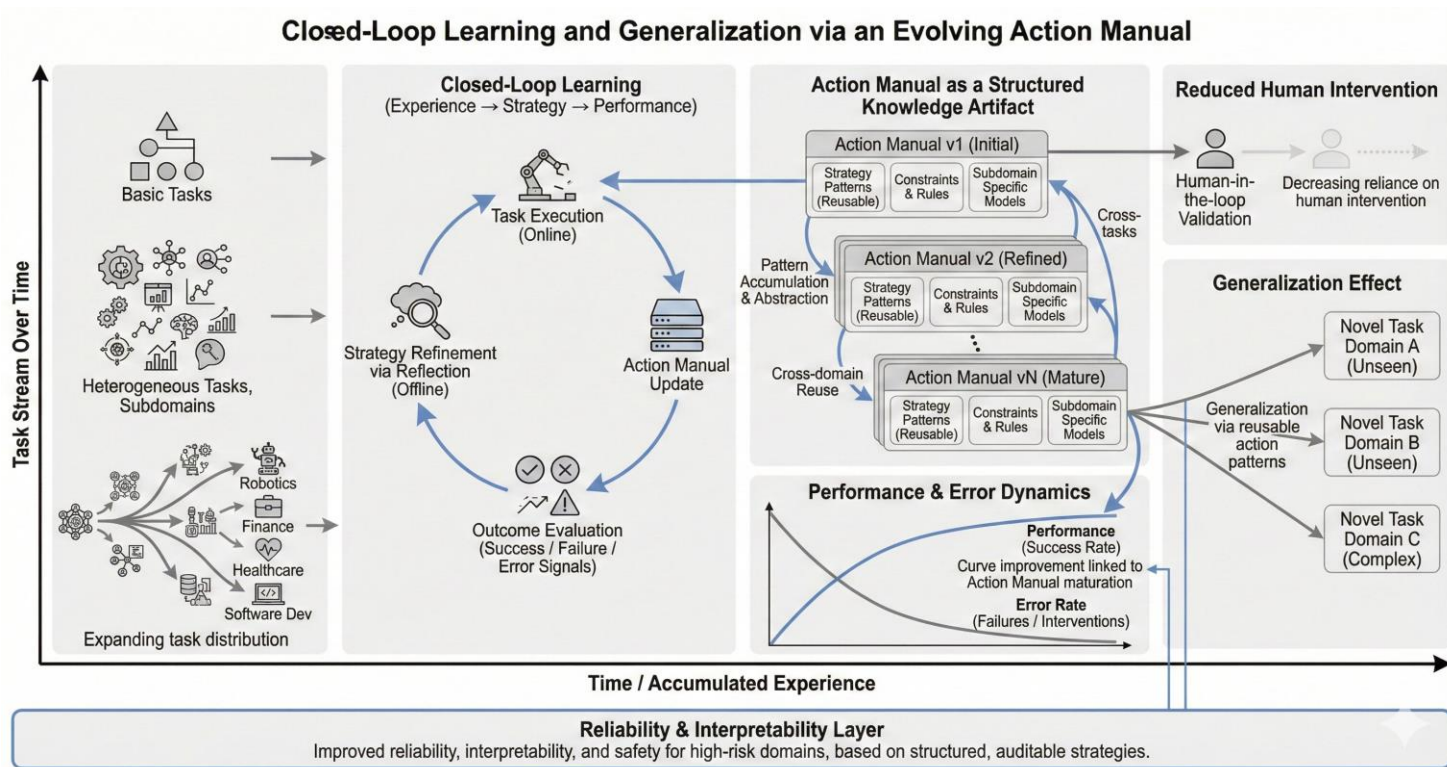 Closed-Loop Learning and Generalization via an Evolving Action Manual
Task Stream Over Time
Basic Tasks
Heterogeneous Tasks,
Subdomains
Robotics
Finance
Healthcare
Software Dev
Expanding task distribution
Closed-Loop Learning
(Experience → Strategy → Performance)
Task Execution
(Online)
Strategy Refinement
via Reflection
(Offline)
Action Manual
Update
Outcome Evaluation
(Success / Failure /
Error Signals)
Action Manual as a Structured
Knowledge Artifact
Action Manual v1 (Initial)
Strategy
Patterns
(Reusable)
Constraints
& Rules
Subdomain
Specific
Models
Cross-
tasks
Pattern
Accumulation
& Abstraction
Action Manual v2 (Refined)
Strategy
Patterns
(Reusable)
Constraints
& Rules
Subdomain
Specific
Models
Cross-domain
Reuse
Action Manual vN (Mature)
Strategy
Patterns
(Reusable)
Constraints
& Rules
Subdomain
Specific
Models
Performance & Error Dynamics
Performance
(Success Rate)
Curve improvement linked to
Action Manual maturation
Error Rate
(Failures / Interventions)
Reduced Human Intervention
Human-in-
the-loop
Validation
Decreasing reliance on
human intervention
Generalization Effect
Generalization
via reusable
action
patterns
Novel Task
Domain A
(Unseen)
Novel Task
Domain B
(Unseen)
Novel Task
Domain C
(Complex)
Time / Accumulated Experience
Reliability & Interpretability Layer
Improved reliability, interpretability, and safety for high-risk domains, based on structured, auditable strategies.